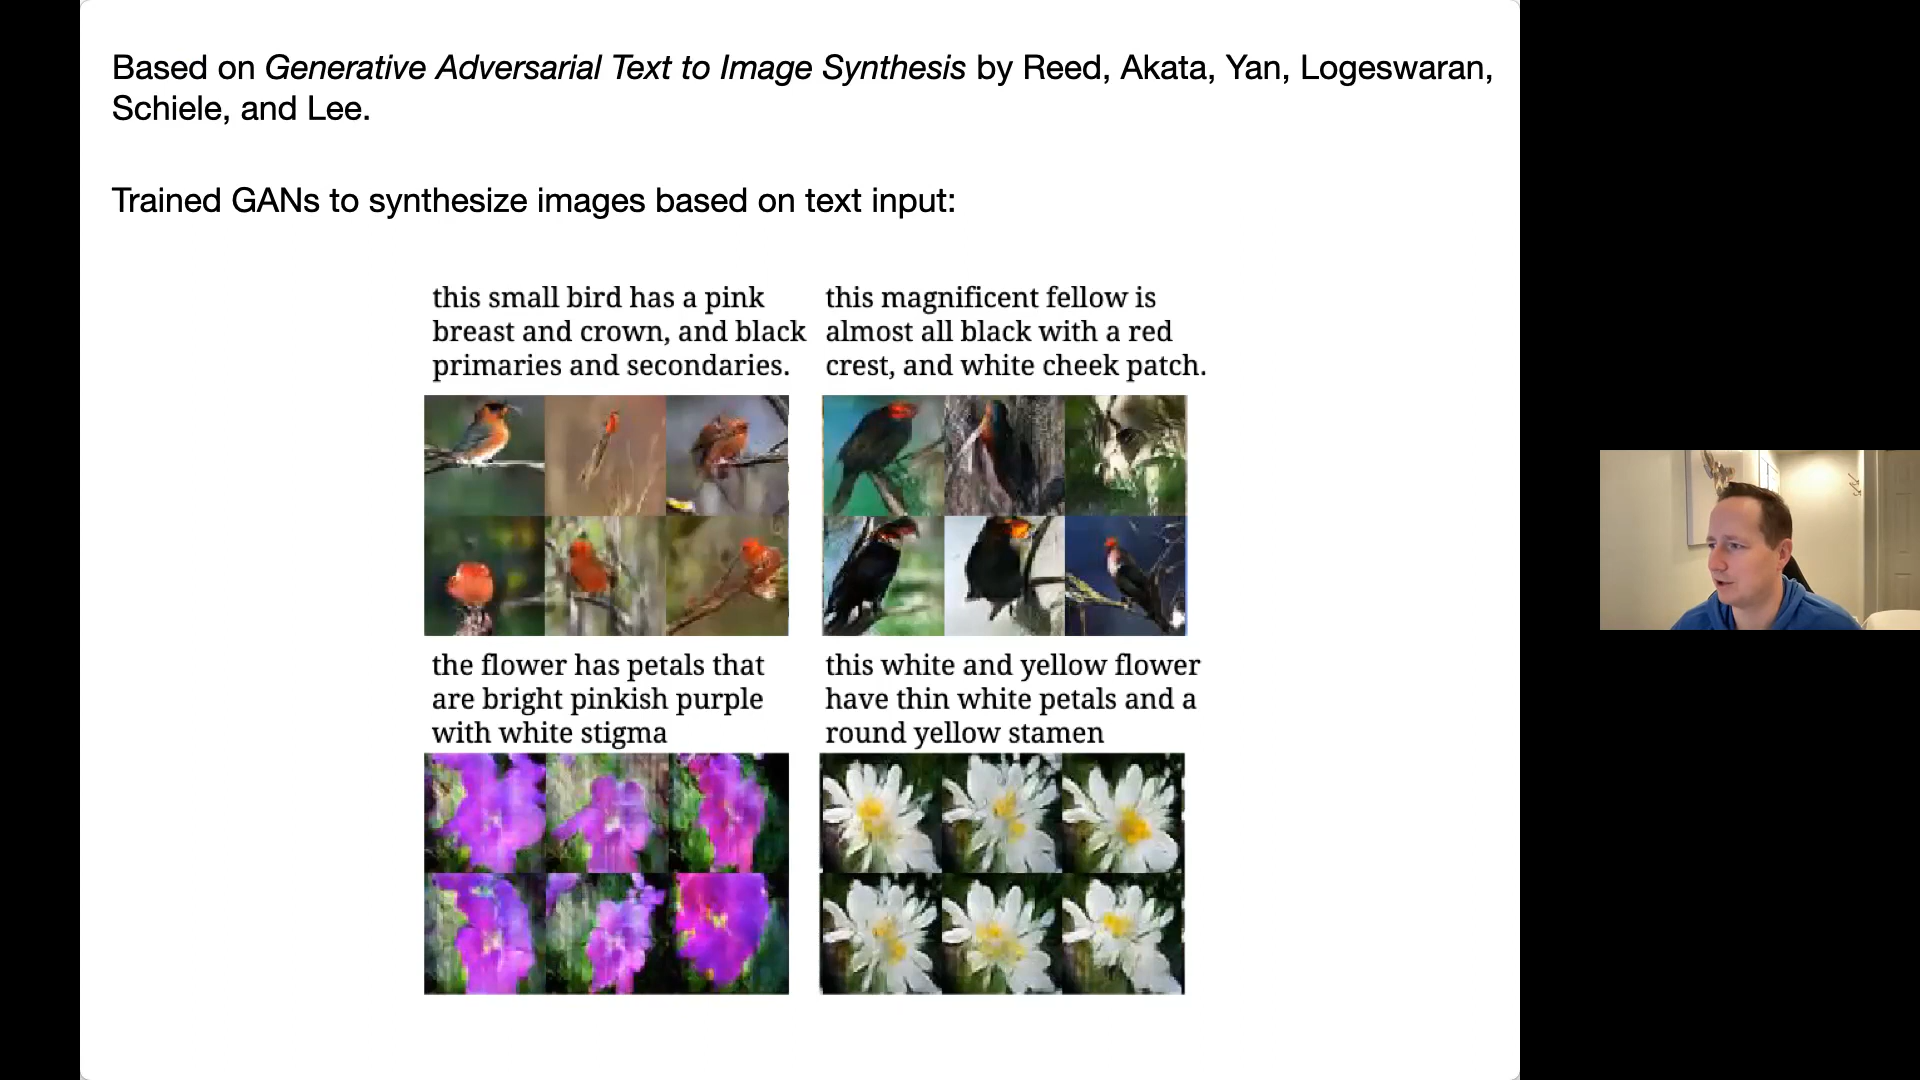 Based on Generative Adversarial Text to Image Synthesis by Reed, Akata, Yan, Logeswaran,
Schiele, and Lee.
Trained GANs to synthesize images based on text input:
this small bird has a pink
breast and crown, and black
primaries and secondaries.
this magnificent fellow is
almost all black with a red
crest, and white cheek patch.
the flower has petals that
are bright pinkish purple
with white stigma
this white and yellow flower
have thin white petals and a
round yellow stamen